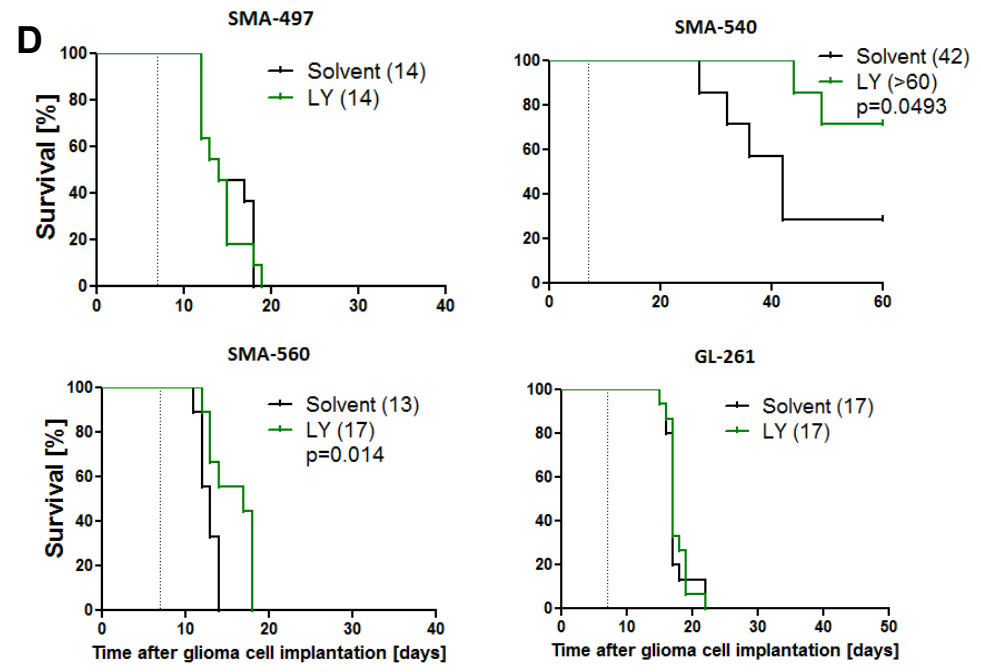 D
SMA-497
Survival [%]
100
80
60
40
20
0
0 10 20 30 40
Solvent (14)
LY (14)
SMA-540
100
80
60
40
20
0
0 20 40 60
Solvent (42)
LY (>60)
p=0.0493
SMA-560
Survival [%]
100
80
60
40
20
0
0 10 20 30 40
Time after glioma cell implantation [days]
Solvent (13)
LY (17)
p=0.014
GL-261
100
80
60
40
20
0
0 10 20 30 40 50
Time after glioma cell implantation [days]
Solvent (17)
LY (17)